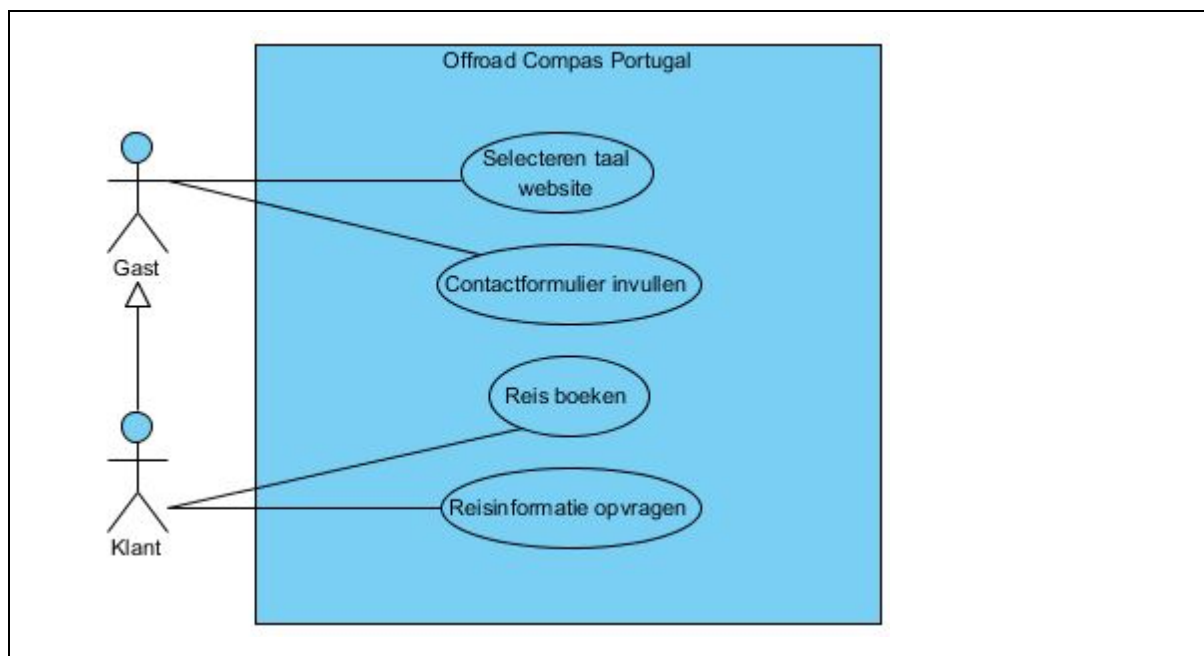 Offroad Compas Portugal
Selecteren taal
website
Gast
Contactformulier invullen
Reis boeken
Reisinformatie opvragen
Klant